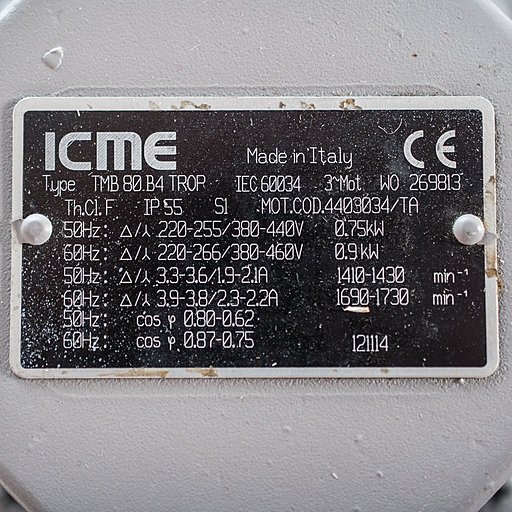 ICME
Made in Italy CE
Type TMB 80.B4 TROP IEC 60034 3~Mot WO 269813
Th.Cl. F IP 55 S1 MOT.COD.4403034/TA
50Hz: Δ/⅄ 220-255/380-440V 0.75kW
60Hz: Δ/⅄ 220-266/380-460V 0.9 kW
50Hz: Δ/⅄ 3.3-3.6/1.9-2.1A 1410-1430 min⁻¹
60Hz: Δ/⅄ 3.9-3.8/2.3-2.2A 1690-1730 min⁻¹
50Hz: cos φ 0.80-0.62
60Hz: cos φ 0.87-0.75 121114